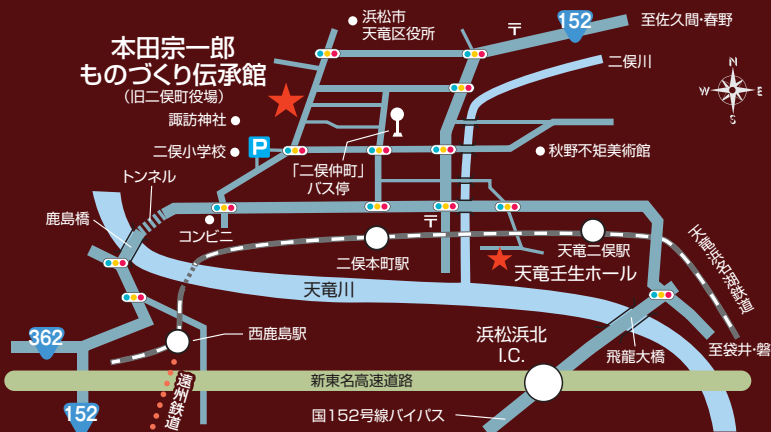 浜松市
天竜区役所
〒
152
至佐久間・春野
本田宗一郎
ものづくり伝承館
(旧二俣町役場)
二俣川
N
W E
S
諏訪神社
P
二俣小学校
「二俣仲町」
バス停
秋野不矩美術館
トンネル
鹿島橋
コンビニ
〒
二俣本町駅
天竜二俣駅
天竜壬生ホール
天竜浜名湖鉄道
天竜川
362
西鹿島駅
浜松浜北
I.C.
飛龍大橋
至袋井・磐
遠州鉄道
新東名高速道路
152
国152号線バイパス